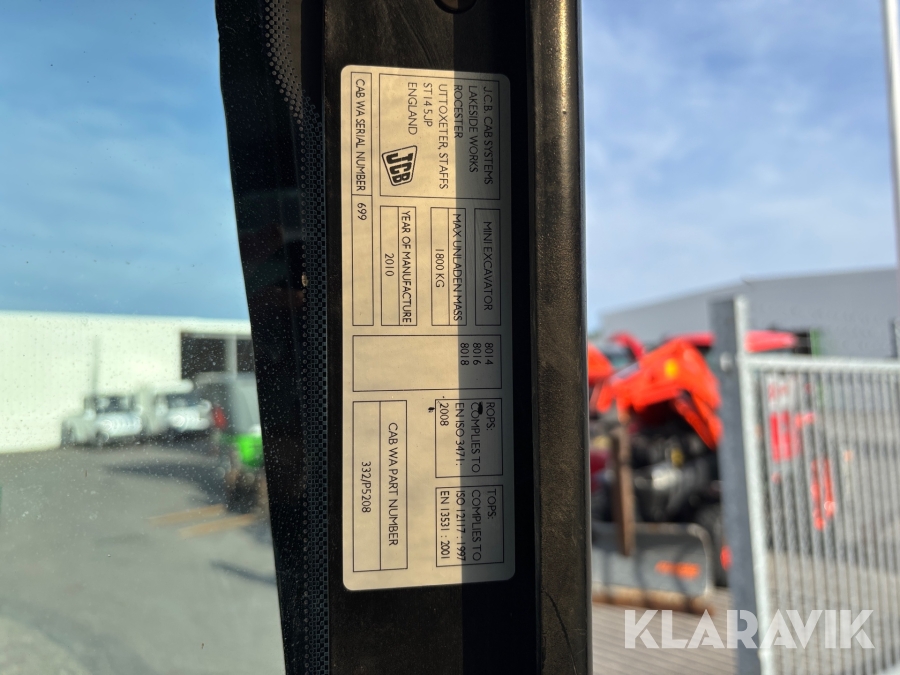 J.C.B. CAB SYSTEMS
LAKESIDE WORKS
ROCESTER
UTTOXETER, STAFFS
ST14 5JP
ENGLAND
JCB
CAB WA SERIAL NUMBER 699
MINI EXCAVATOR
MAX UNLADEN MASS
1800 KG
YEAR OF MANUFACTURE
2010
8014
8016
8018
ROPS:
COMPLIES TO
EN ISO 3471:
2008
TOPS:
COMPLIES TO
ISO 12117 : 1997
EN 13531 : 2001
CAB WA PART NUMBER
332/P5208
KLARAVIK